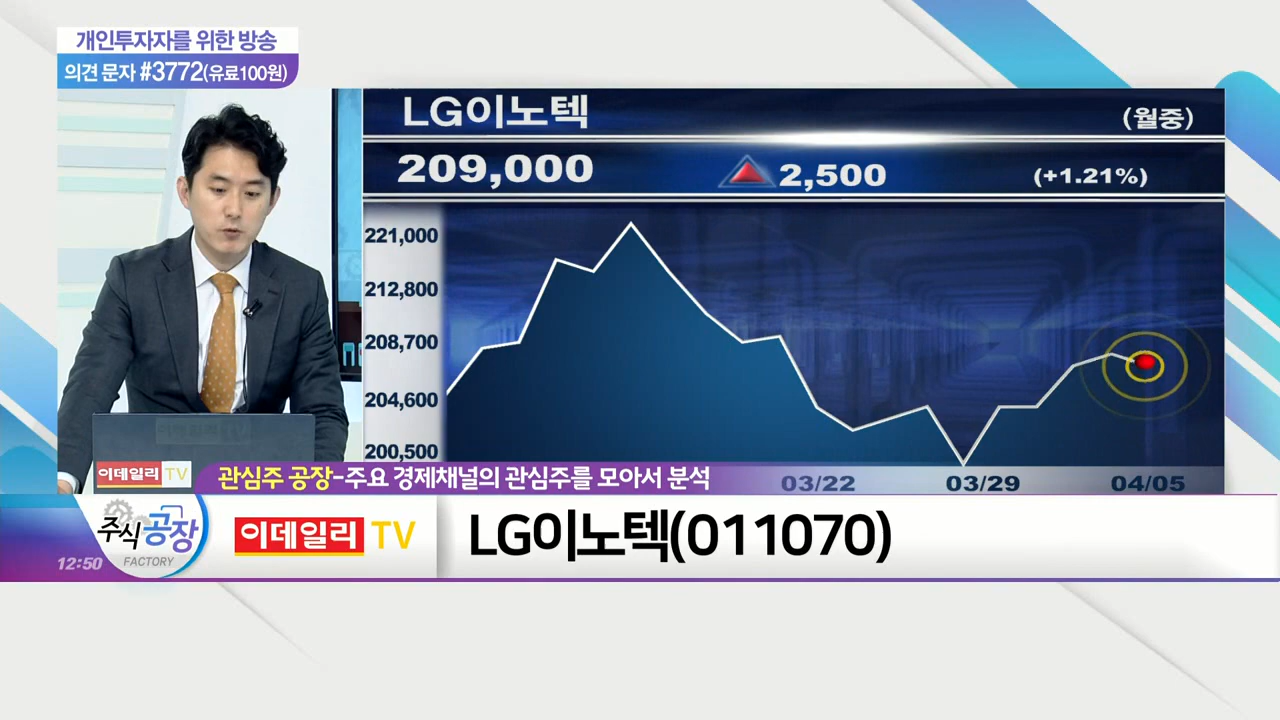 개인투자자를 위한 방송
의견 문자 #3772(유료100원)
LG이노텍
(월중)
209,000
2,500
(+1.21%)
221,000
212,800
208,700
204,600
200,500
03/22
03/29
04/05
이데일리 TV
관심주 공장-주요 경제채널의 관심주를 모아서 분석
주식공장
FACTORY
12:50
이데일리 TV
LG이노텍(011070)